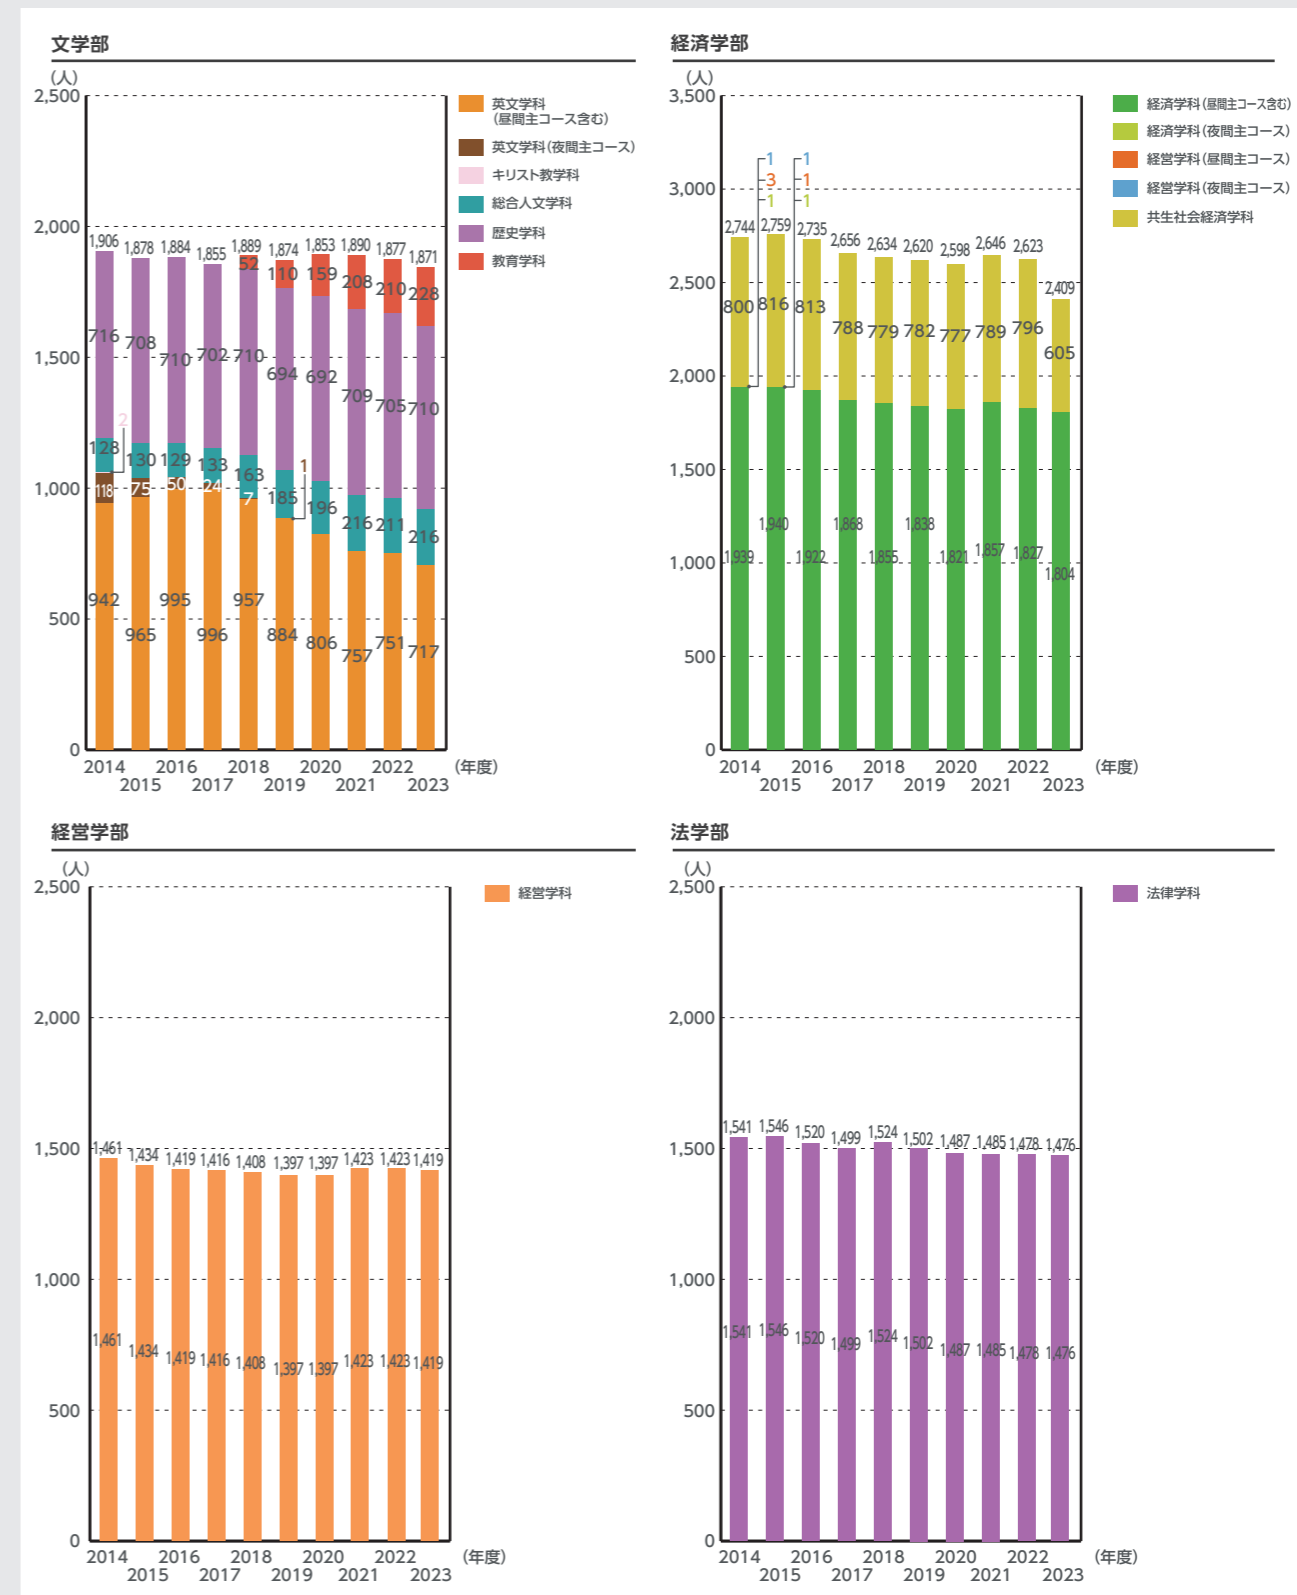 文学部
(人)
2,500
2,000
1,500
1,000
500
0
1,906 1,878 1,884 1,855 1,889 1,874 1,853 1,890 1,877 1,871
52 110 159 208 210 228
716 708 710 702 710 694 692 709 705 710
2
128 130 129 133 163 185 196 216 211 216
118 75 50 24 7 1
942 965 995 996 957 884 806 757 751 717
2014 2015 2016 2017 2018 2019 2020 2021 2022 2023 (年度)
英文学科
(昼間主コース含む)
英文学科(夜間主コース)
キリスト教学科
総合人文学科
歴史学科
教育学科
経済学部
(人)
3,500
3,000
2,500
2,000
1,500
1,000
500
0
1 1
3 1
1 1
2,744 2,759 2,735 2,656 2,634 2,620 2,598 2,646 2,623 2,409
800 816 813 788 779 782 777 789 796 605
1,939 1,940 1,922 1,868 1,855 1,838 1,821 1,857 1,827 1,804
2014 2015 2016 2017 2018 2019 2020 2021 2022 2023 (年度)
経済学科(昼間主コース含む)
経済学科(夜間主コース)
経営学科(昼間主コース)
経営学科(夜間主コース)
共生社会経済学科
経営学部
(人)
2,500
2,000
1,500
1,000
500
0
1,461 1,434 1,419 1,416 1,408 1,397 1,397 1,423 1,423 1,419
1,461 1,434 1,419 1,416 1,408 1,397 1,397 1,423 1,423 1,419
2014 2015 2016 2017 2018 2019 2020 2021 2022 2023 (年度)
経営学科
法学部
(人)
2,500
2,000
1,500
1,000
500
0
1,541 1,546 1,520 1,499 1,524 1,502 1,487 1,485 1,478 1,476
1,541 1,546 1,520 1,499 1,524 1,502 1,487 1,485 1,478 1,476
2014 2015 2016 2017 2018 2019 2020 2021 2022 2023 (年度)
法律学科